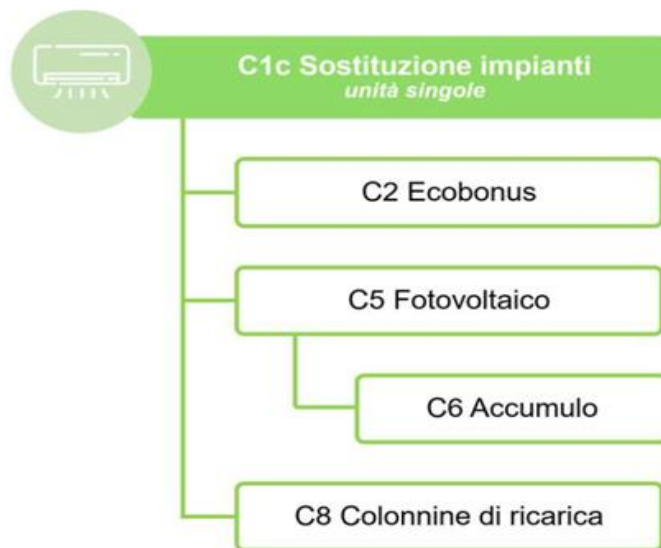 C1c Sostituzione impianti
unità singole
C2 Ecobonus
C5 Fotovoltaico
C6 Accumulo
C8 Colonnine di ricarica